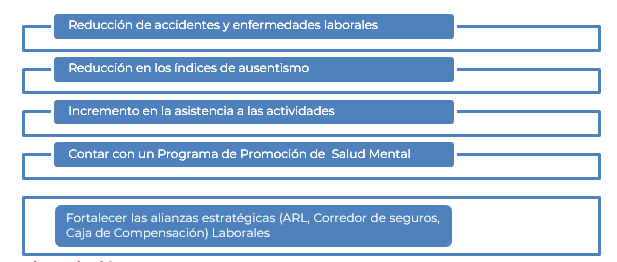 Reducción de accidentes y enfermedades laborales
Reducción en los índices de ausentismo
Incremento en la asistencia a las actividades
Contar con un Programa de Promoción de Salud Mental
Fortalecer las alianzas estratégicas (ARL, Corredor de seguros,
Caja de Compensación) Laborales